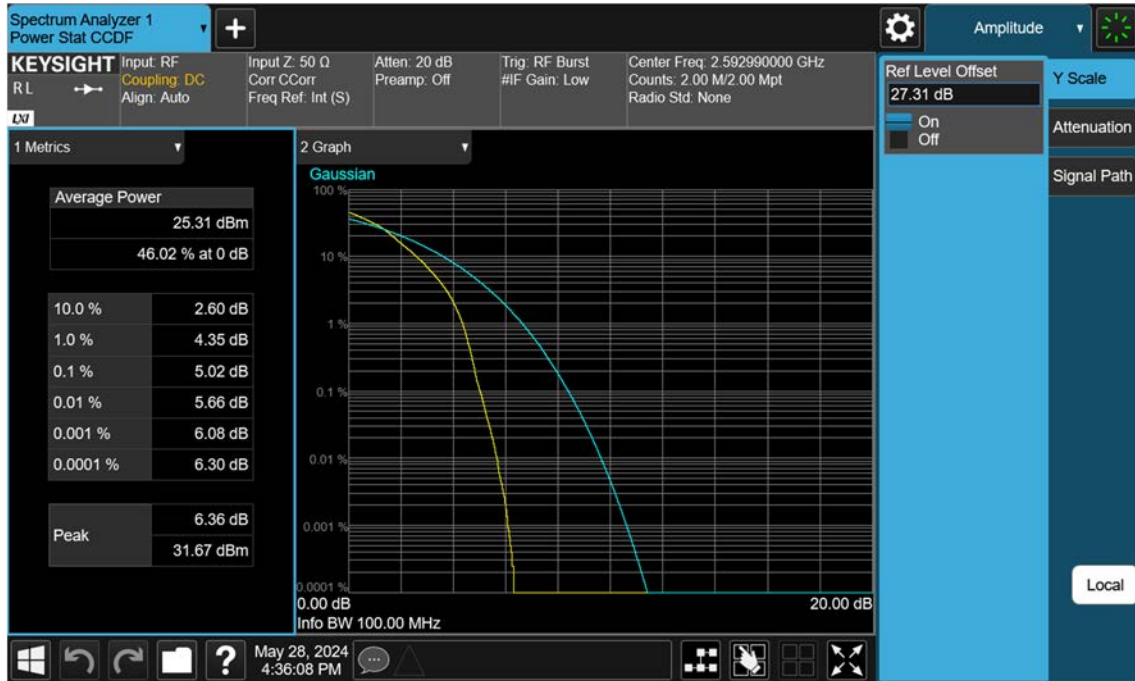 Spectrum Analyzer 1
Power Stat CCDF
+
Amplitude
KEYSIGHT
R L
LXI
Input: RF
Coupling: DC
Align: Auto
Input Z: 50 Ω
Corr CCorr
Freq Ref: Int (S)
Atten: 20 dB
Preamp: Off
Trig: RF Burst
#IF Gain: Low
Center Freq: 2.592990000 GHz
Counts: 2.00 M/2.00 Mpt
Radio Std: None
Ref Level Offset
27.31 dB
On
Off
Y Scale
Attenuation
Signal Path
1 Metrics
Average Power
25.31 dBm
46.02 % at 0 dB
10.0 % 2.60 dB
1.0 % 4.35 dB
0.1 % 5.02 dB
0.01 % 5.66 dB
0.001 % 6.08 dB
0.0001 % 6.30 dB
Peak
6.36 dB
31.67 dBm
2 Graph
Gaussian
100 %
10 %
1 %
0.1 %
0.01 %
0.001 %
0.0001 %
0.00 dB 20.00 dB
Info BW 100.00 MHz
Local
?
May 28, 2024
4:36:08 PM